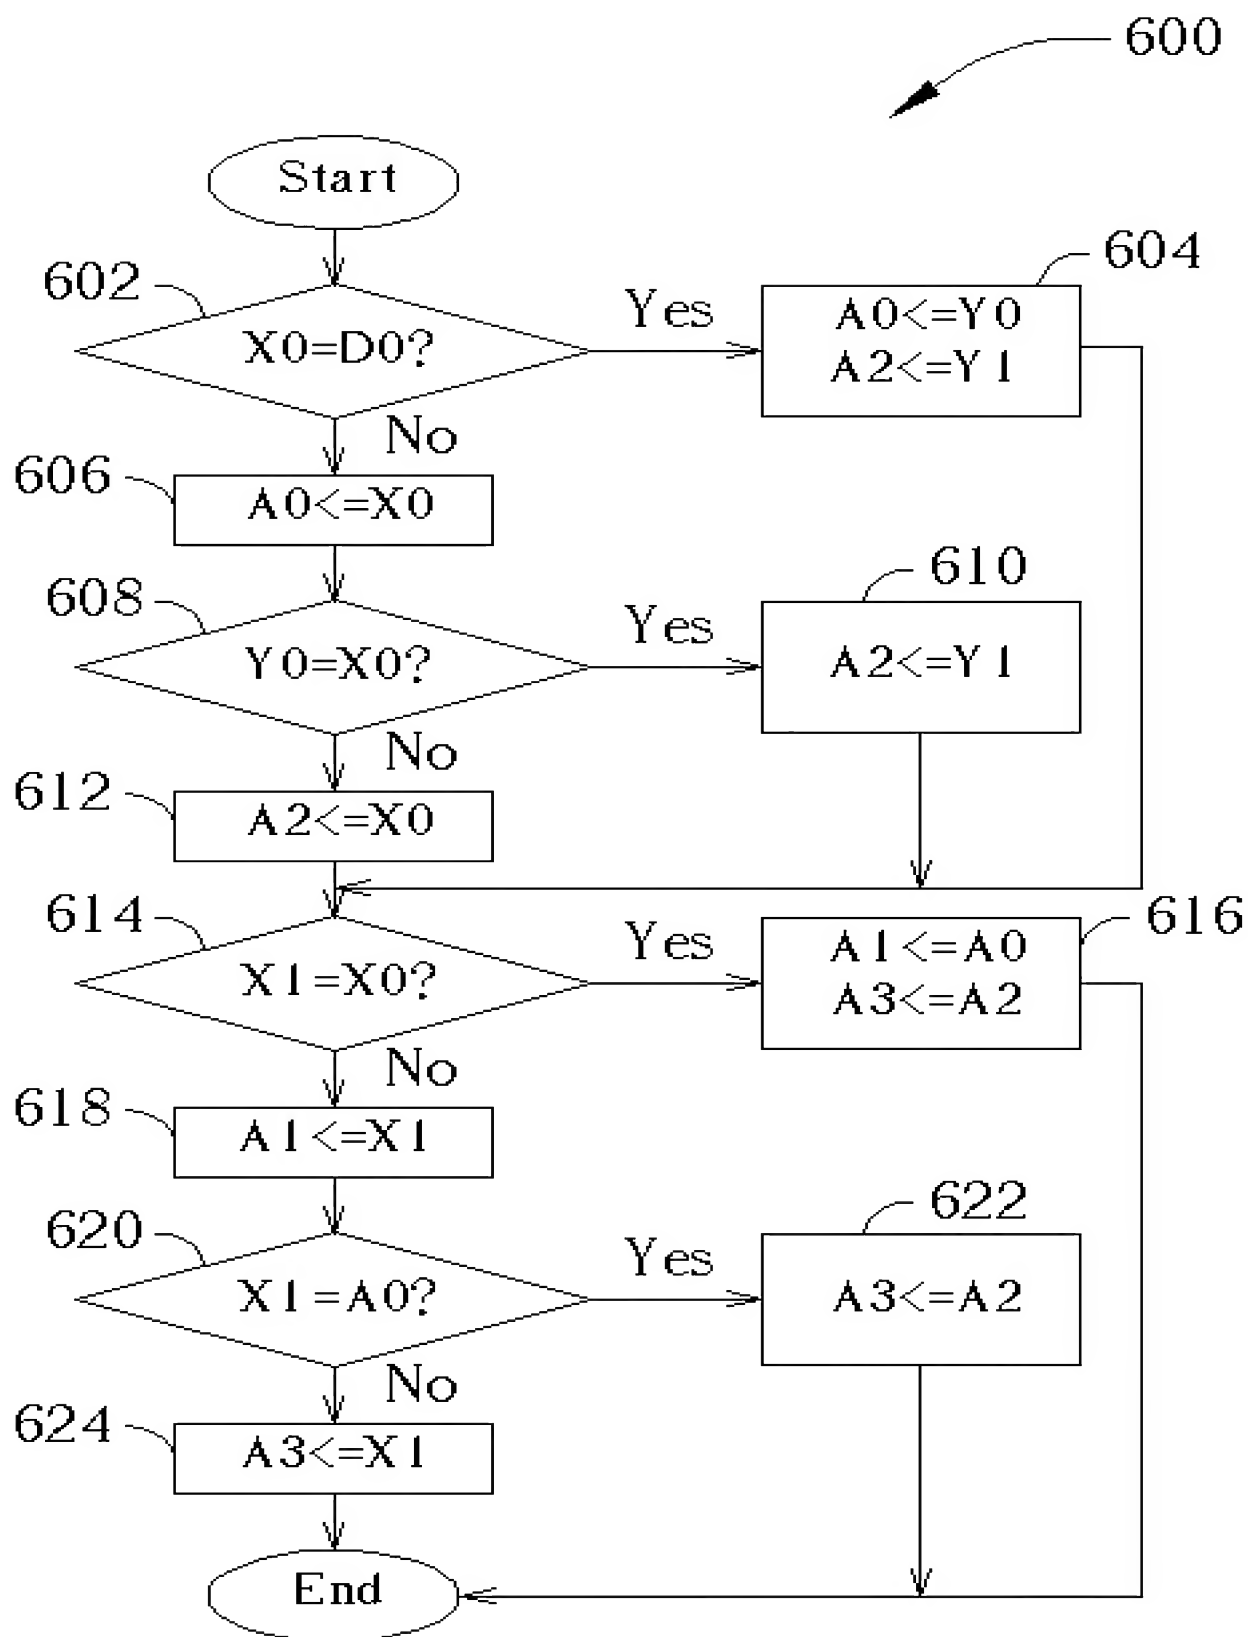 600
Start
602
X0=D0?
Yes
604
A0<=Y0
A2<=Y1
No
606
A0<=X0
608
Y0=X0?
Yes
610
A2<=Y1
No
612
A2<=X0
614
X1=X0?
Yes
616
A1<=A0
A3<=A2
No
618
A1<=X1
620
X1=A0?
Yes
622
A3<=A2
No
624
A3<=X1
End